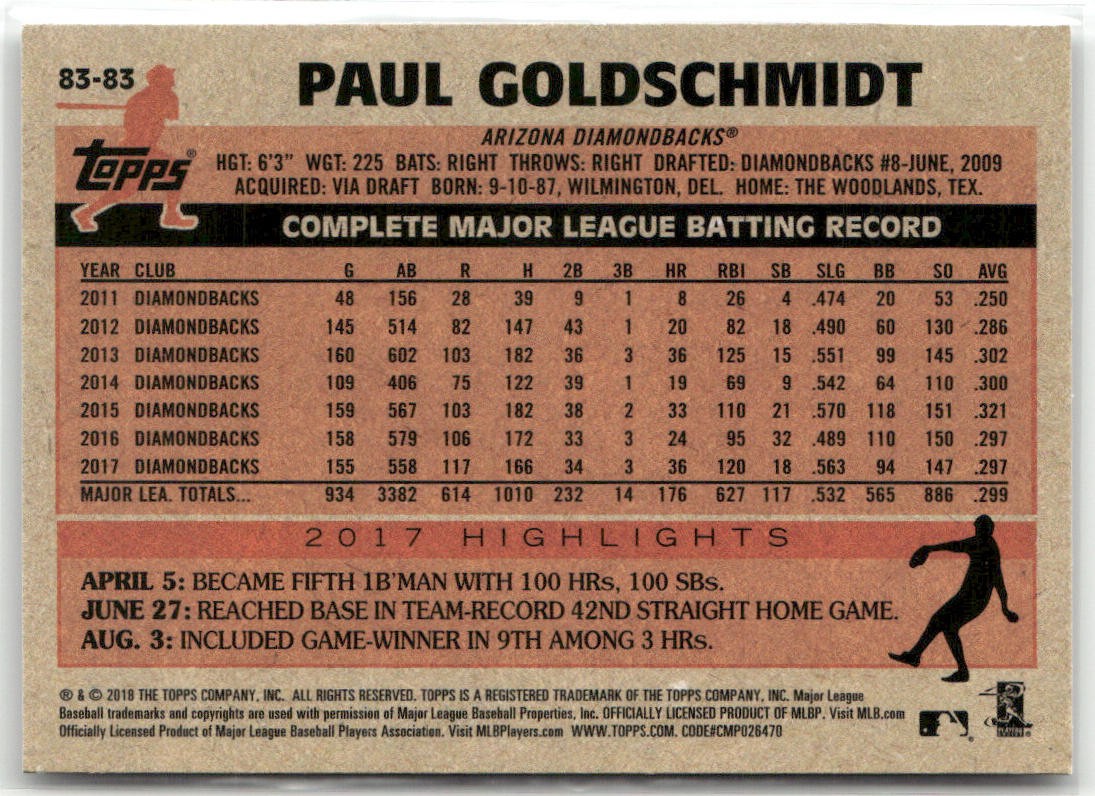 83-83
PAUL GOLDSCHMIDT
ARIZONA DIAMONDBACKS®
Topps®
HGT: 6'3" WGT: 225 BATS: RIGHT THROWS: RIGHT DRAFTED: DIAMONDBACKS #8-JUNE, 2009
ACQUIRED: VIA DRAFT BORN: 9-10-87, WILMINGTON, DEL. HOME: THE WOODLANDS, TEX.
COMPLETE MAJOR LEAGUE BATTING RECORD
YEAR CLUB G AB R H 2B 3B HR RBI SB SLG BB SO AVG
2011 DIAMONDBACKS 48 156 28 39 9 1 8 26 4 .474 20 53 .250
2012 DIAMONDBACKS 145 514 82 147 43 1 20 82 18 .490 60 130 .286
2013 DIAMONDBACKS 160 602 103 182 36 3 36 125 15 .551 99 145 .302
2014 DIAMONDBACKS 109 406 75 122 39 1 19 69 9 .542 64 110 .300
2015 DIAMONDBACKS 159 567 103 182 38 2 33 110 21 .570 118 151 .321
2016 DIAMONDBACKS 158 579 106 172 33 3 24 95 32 .489 110 150 .297
2017 DIAMONDBACKS 155 558 117 166 34 3 36 120 18 .563 94 147 .297
MAJOR LEA. TOTALS... 934 3382 614 1010 232 14 176 627 117 .532 565 886 .299
2017 HIGHLIGHTS
APRIL 5: BECAME FIFTH 1B'MAN WITH 100 HRs, 100 SBs.
JUNE 27: REACHED BASE IN TEAM-RECORD 42ND STRAIGHT HOME GAME.
AUG. 3: INCLUDED GAME-WINNER IN 9TH AMONG 3 HRs.
® & © 2018 THE TOPPS COMPANY, INC. ALL RIGHTS RESERVED. TOPPS IS A REGISTERED TRADEMARK OF THE TOPPS COMPANY, INC. Major League
Baseball trademarks and copyrights are used with permission of Major League Baseball Properties, Inc. OFFICIALLY LICENSED PRODUCT OF MLBP. Visit MLB.com
Officially Licensed Product of Major League Baseball Players Association. Visit MLBPlayers.com WWW.TOPPS.COM. CODE#CMP026470